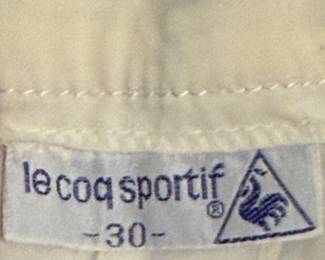 le coq sportif®
-30-